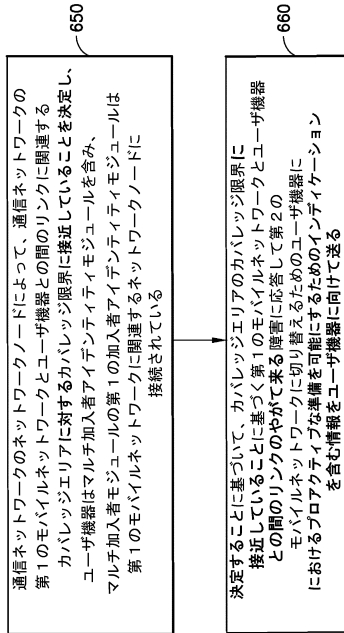 650
通信ネットワークのネットワークノードによって、通信ネットワークの
第１のモバイルネットワークとユーザ機器との間のリンクに関連する
カバレッジエリアに対するカバレッジ限界に接近していることを決定し、
ユーザ機器はマルチ加入者アイデンティティモジュールを含み、
マルチ加入者モジュールの第１の加入者アイデンティティモジュールは
第１のモバイルネットワークに関連するネットワークノードに
接続されている
660
決定することに基づいて、カバレッジエリアのカバレッジ限界に
接近していることに基づく第１のモバイルネットワークとユーザ機器
との間のリンクのやがて来る障害に応答して第２の
モバイルネットワークに切り替えるためのユーザ機器に
おけるプロアクティブな準備を可能にするためのインディケーション
を含む情報をユーザ機器に向けて送る